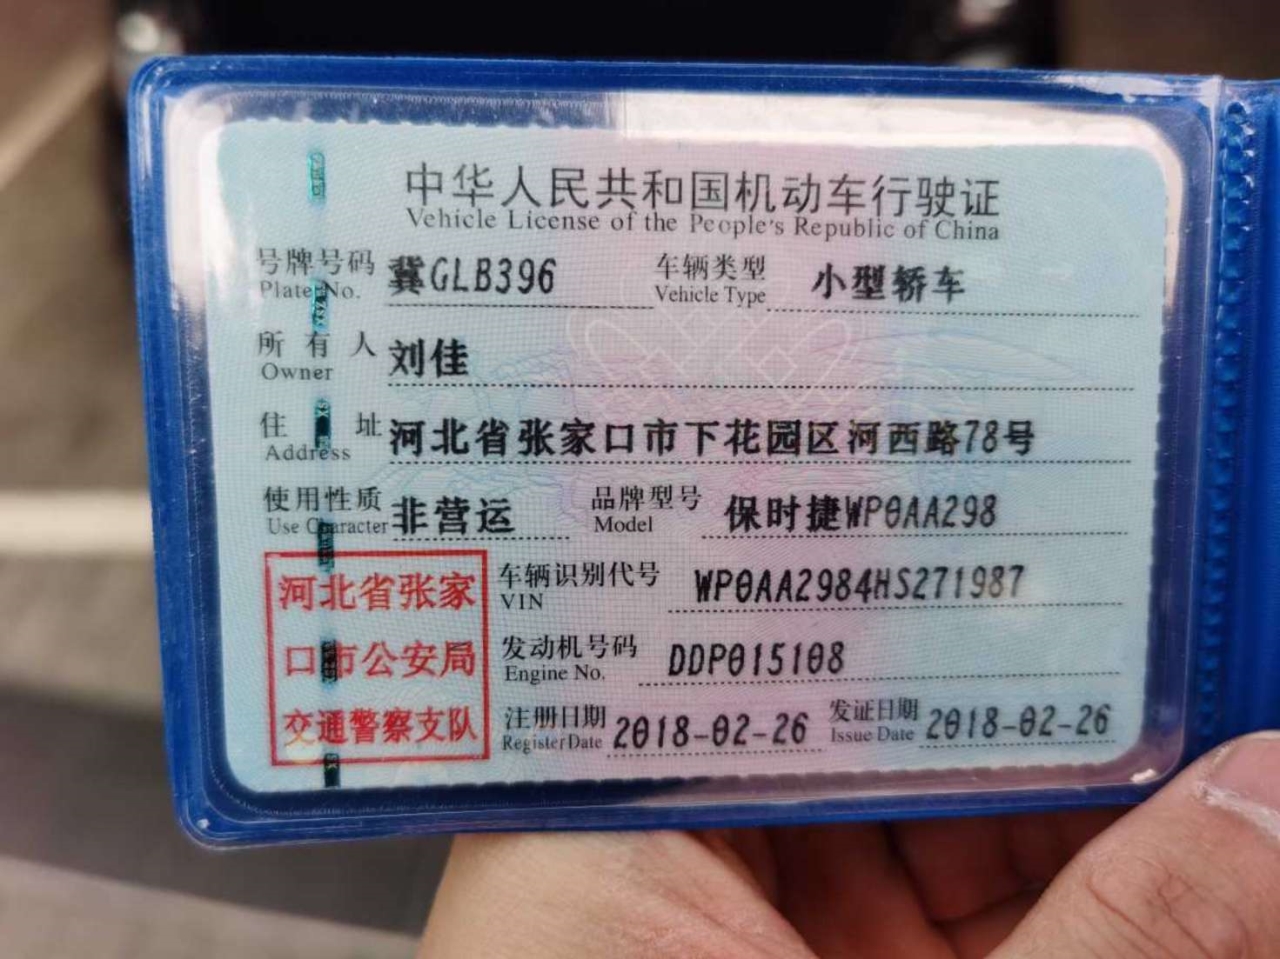 中华人民共和国机动车行驶证
Vehicle License of the People's Republic of China
号牌号码 冀GLB396 车辆类型 小型轿车
Plate No. Vehicle Type
所有人 刘佳
Owner
住址 河北省张家口市下花园区河西路78号
Address
使用性质 非营运 品牌型号 保时捷WP0AA298
Use Character Model
车辆识别代号 WP0AA2984HS271987
VIN
发动机号码 DDP015108
Engine No.
注册日期 2018-02-26 发证日期 2018-02-26
Register Date Issue Date
河北省张家
口市公安局
交通警察支队